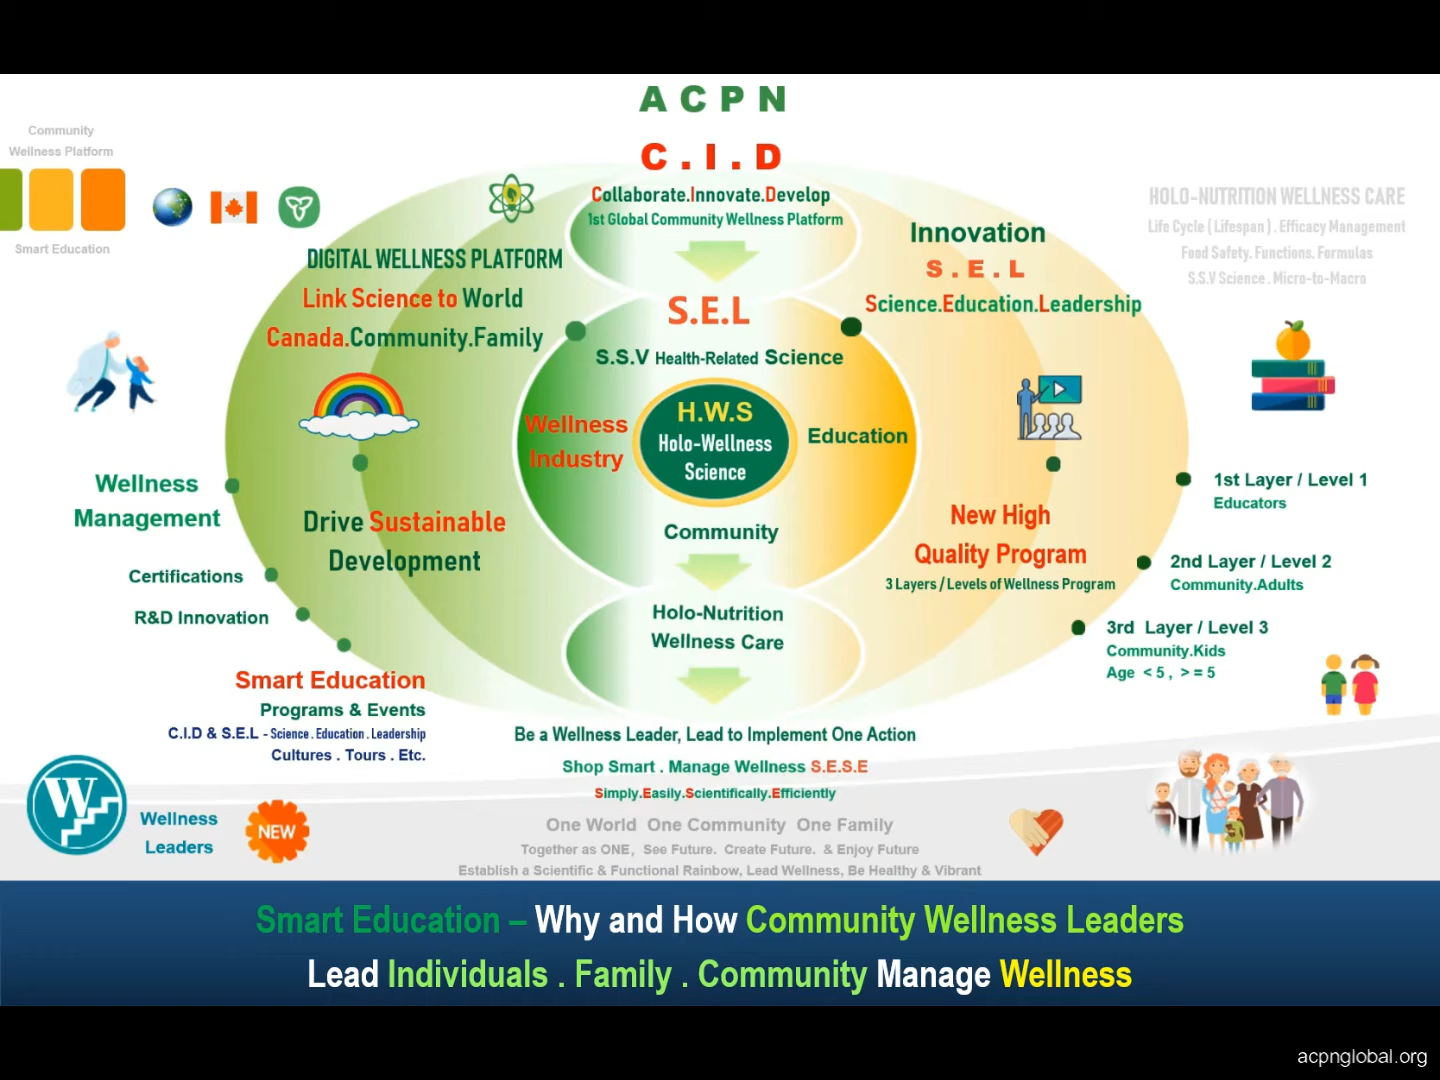 ACPN
C.I.D
Collaborate.Innovate.Develop
1st Global Community Wellness Platform
Community
Wellness Platform
Smart Education
HOLO-NUTRITION WELLNESS CARE
Life Cycle ( Lifespan ) . Efficacy Management
Food Safety. Functions. Formulas
S.S.V Science . Micro-to-Macro
DIGITAL WELLNESS PLATFORM
Link Science to World
Canada.Community.Family
Innovation
S.E.L
Science.Education.Leadership
S.E.L
S.S.V Health-Related Science
Wellness
Industry
H.W.S
Holo-Wellness
Science
Education
Community
Holo-Nutrition
Wellness Care
Wellness
Management
Certifications
R&D Innovation
Drive Sustainable
Development
New High
Quality Program
3 Layers / Levels of Wellness Program
1st Layer / Level 1
Educators
2nd Layer / Level 2
Community.Adults
3rd Layer / Level 3
Community.Kids
Age < 5 , > = 5
Smart Education
Programs & Events
C.I.D & S.E.L - Science . Education . Leadership
Cultures . Tours . Etc.
Be a Wellness Leader, Lead to Implement One Action
Shop Smart . Manage Wellness S.E.S.E
Simply.Easily.Scientifically.Efficiently
One World One Community One Family
Together as ONE, See Future. Create Future. & Enjoy Future
Establish a Scientific & Functional Rainbow, Lead Wellness, Be Healthy & Vibrant
W
Wellness
Leaders
NEW
Smart Education – Why and How Community Wellness Leaders
Lead Individuals . Family . Community Manage Wellness
acpnglobal.org